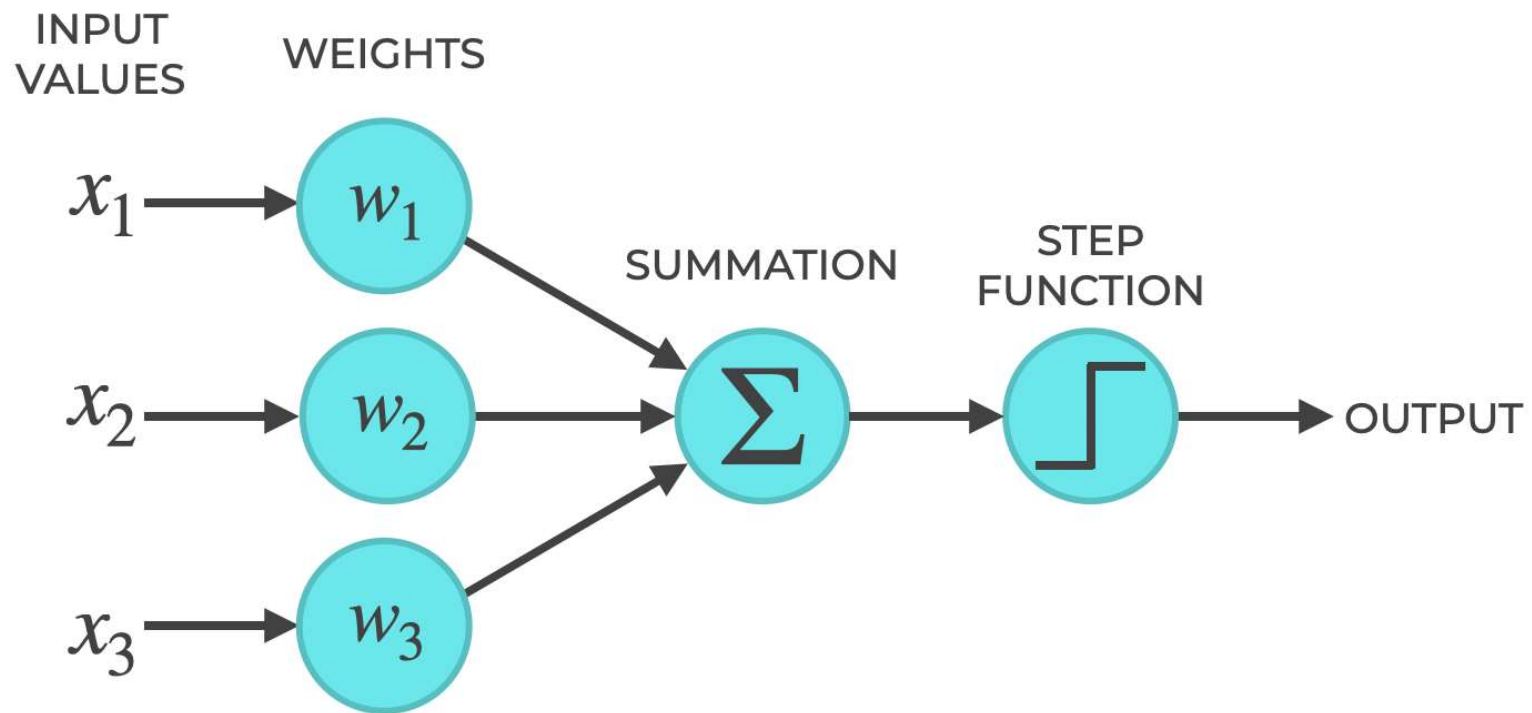 INPUT
VALUES
WEIGHTS
x₁
w₁
x₂
w₂
x₃
w₃
SUMMATION
Σ
STEP
FUNCTION
OUTPUT